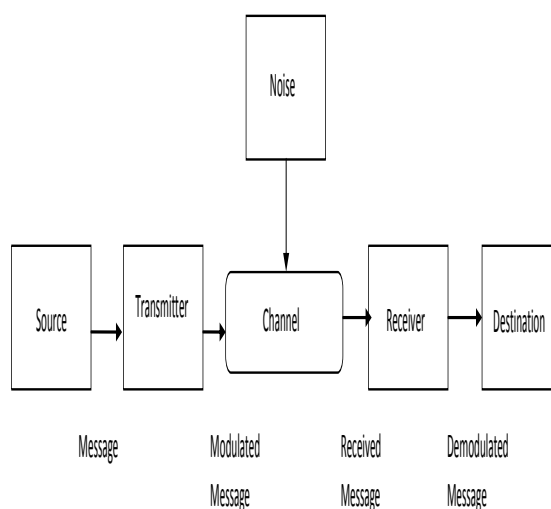 Noise
Source
Transmitter
Channel
Receiver
Destination
Message
Modulated
Message
Received
Message
Demodulated
Message